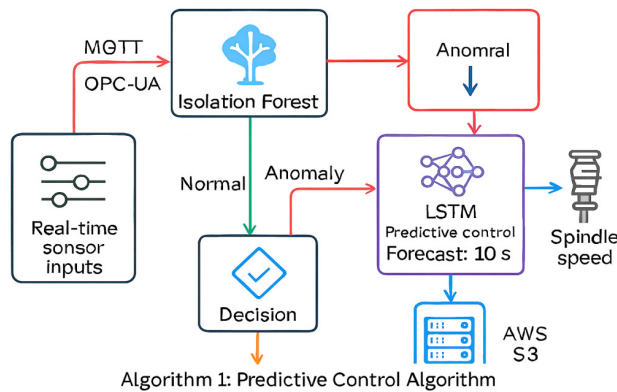 MQTT
OPC-UA
Isolation Forest
Anomral
Real-time
sonsor
inputs
Normal
Anomaly
LSTM
Predictive control
Forecast: 10 s
Spindle
speed
Decision
AWS
S3
Algorithm 1: Predictive Control Algorithm